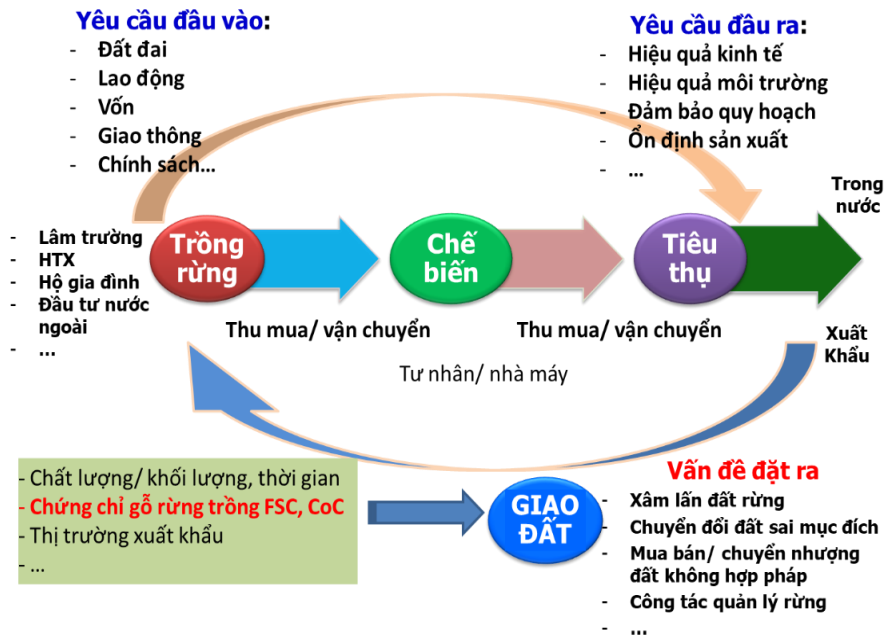 Yêu cầu đầu vào:
- Đất đai
- Lao động
- Vốn
- Giao thông
- Chính sách...
Yêu cầu đầu ra:
- Hiệu quả kinh tế
- Hiệu quả môi trường
- Đảm bảo quy hoạch
- Ổn định sản xuất
- ...
- Lâm trường
- HTX
- Hộ gia đình
- Đầu tư nước
ngoài
- ...
Trồng
rừng
Chế
biến
Tiêu
thụ
Trong
nước
Thu mua/ vận chuyển
Thu mua/ vận chuyển
Xuất
Khẩu
Tư nhân/ nhà máy
- Chất lượng/ khối lượng, thời gian
- Chứng chỉ gỗ rừng trồng FSC, CoC
- Thị trường xuất khẩu
- ...
GIAO
ĐẤT
Vấn đề đặt ra
- Xâm lấn đất rừng
- Chuyển đổi đất sai mục đích
- Mua bán/ chuyển nhượng
đất không hợp pháp
- Công tác quản lý rừng
- ...